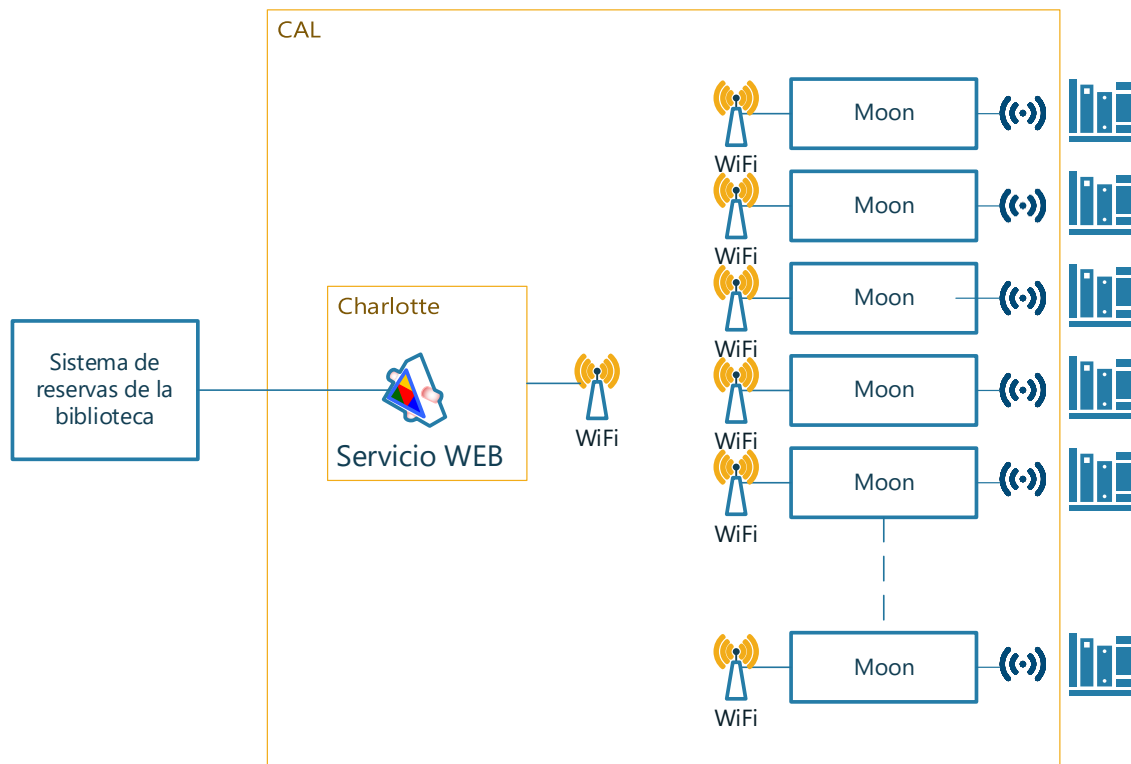 CAL
Moon
WiFi
Moon
WiFi
Moon
WiFi
Moon
WiFi
Moon
WiFi
Moon
WiFi
Charlotte
Servicio WEB
WiFi
Sistema de
reservas de la
biblioteca